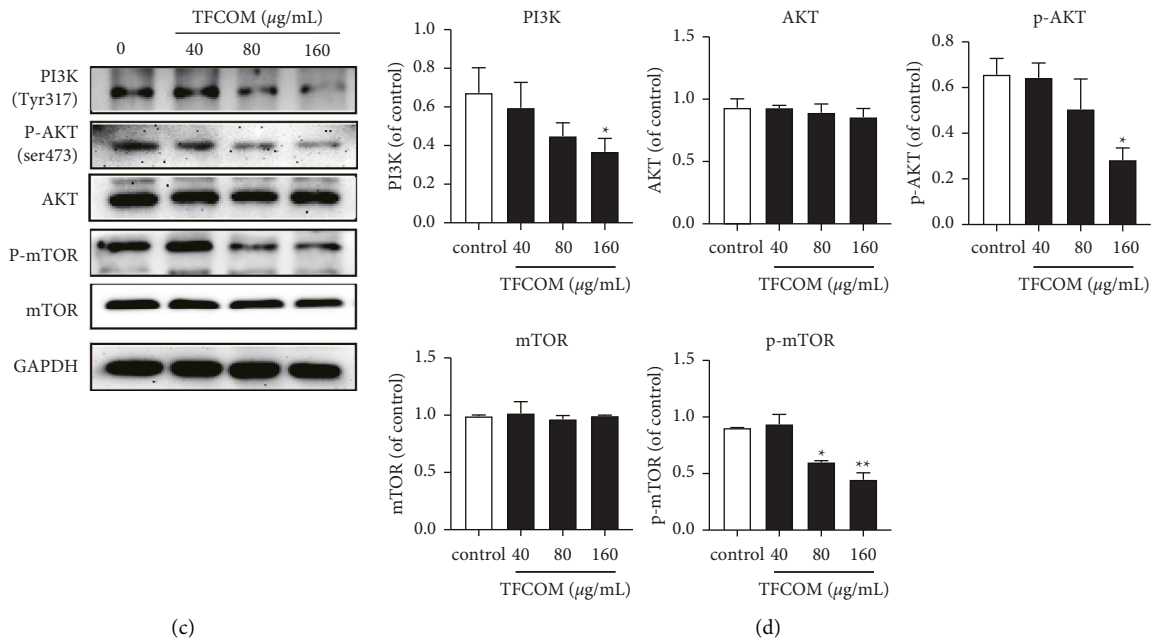 TFCOM (µg/mL)
0 40 80 160
PI3K
(Tyr317)
P-AKT
(ser473)
AKT
P-mTOR
mTOR
GAPDH
(c)
PI3K
PI3K (of control)
1.0
0.8
0.6
0.4
0.2
0.0
*
control 40 80 160
TFCOM (µg/mL)
AKT
AKT (of control)
1.5
1.0
0.5
0.0
control 40 80 160
TFCOM (µg/mL)
p-AKT
p-AKT (of control)
0.8
0.6
0.4
0.2
0.0
*
control 40 80 160
TFCOM (µg/mL)
mTOR
mTOR (of control)
1.5
1.0
0.5
0.0
control 40 80 160
TFCOM (µg/mL)
p-mTOR
p-mTOR (of control)
1.5
1.0
0.5
0.0
*
**
control 40 80 160
TFCOM (µg/mL)
(d)